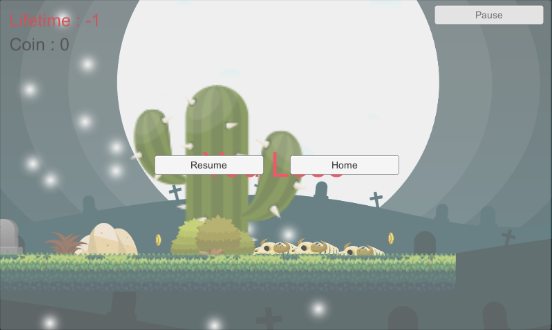 Lifetime : -1
Pause
Coin : 0
Resume
Home